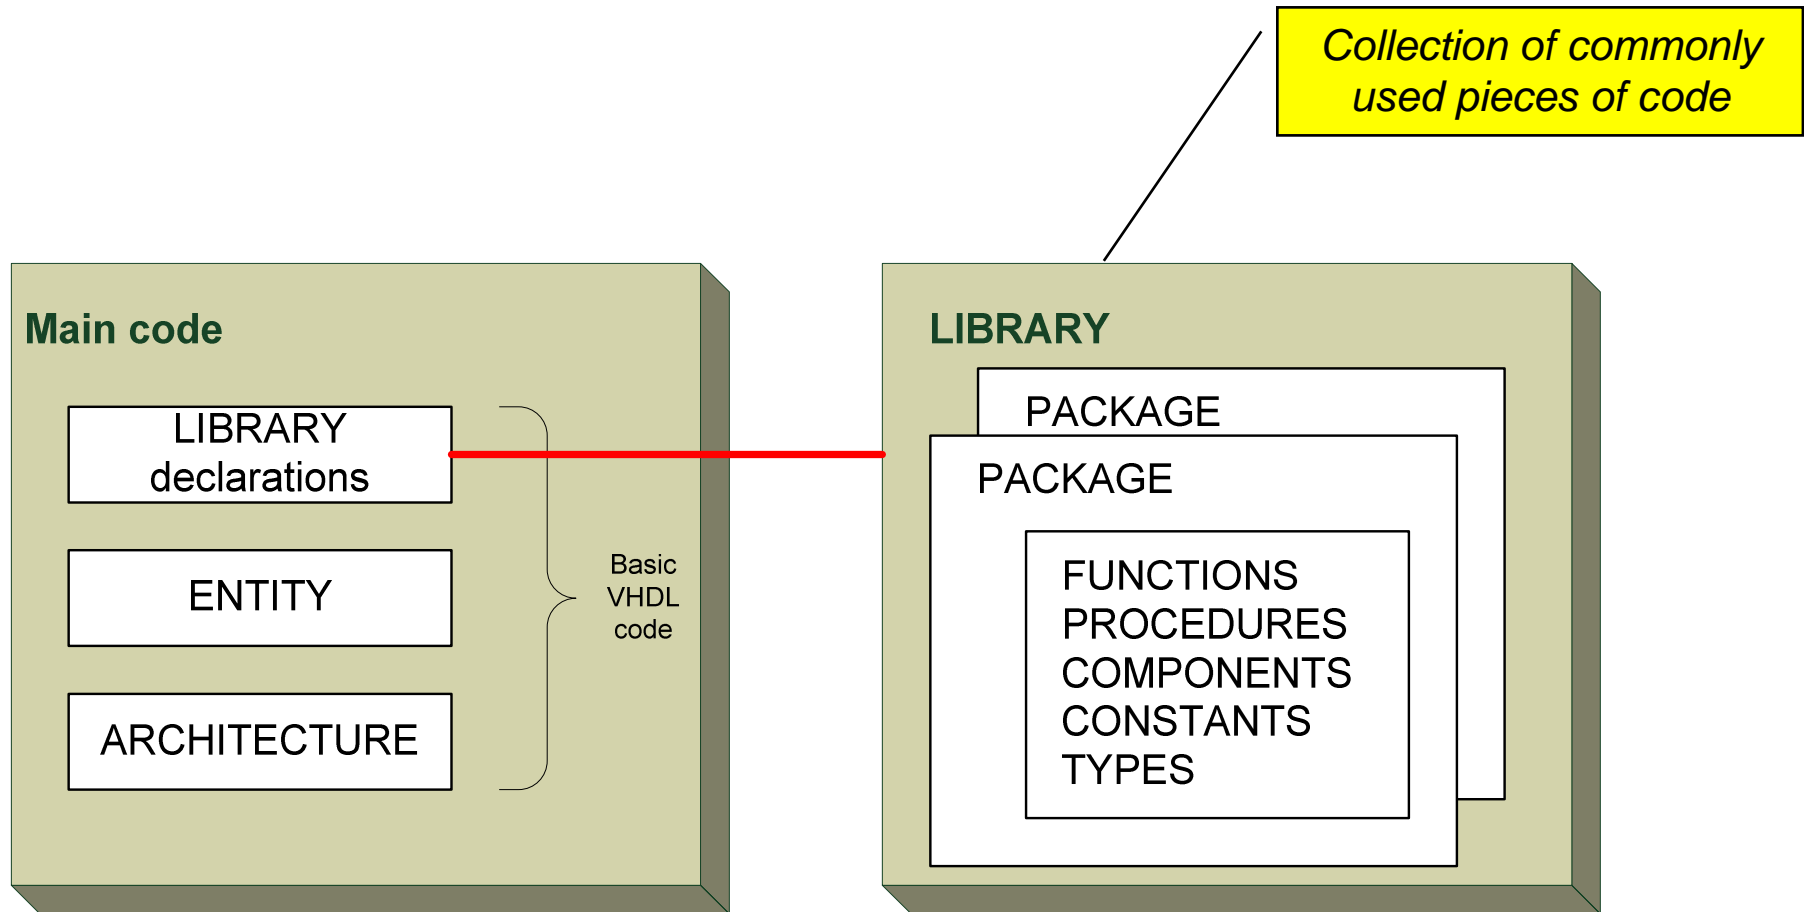 Collection of commonly
used pieces of code
Main code
LIBRARY
declarations
ENTITY
ARCHITECTURE
Basic
VHDL
code
LIBRARY
PACKAGE
PACKAGE
FUNCTIONS
PROCEDURES
COMPONENTS
CONSTANTS
TYPES